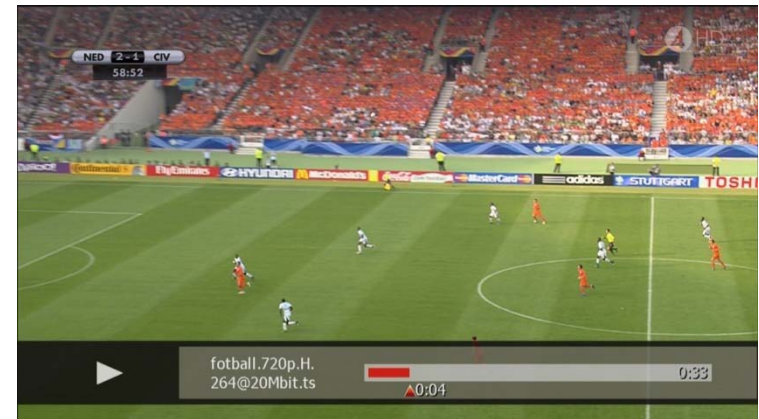 4 HD
NED 2-1 CIV
58:52
Continental
Fly Emirates
HYUNDAI
McDonald's
Coca-Cola
MasterCard
adidas
STUTTGART
TOSHI
fotball.720p.H.
264@20Mbit.ts
0:33
0:04